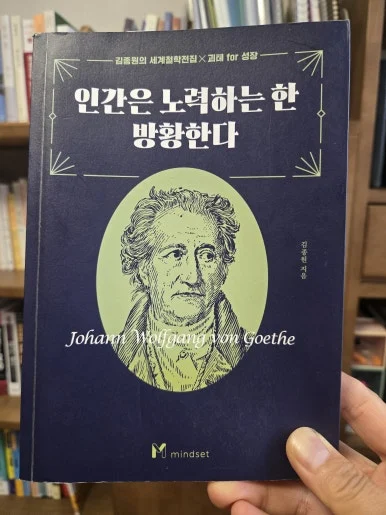 김종원의 세계철학전집×괴테 for 성장
인간은 노력하는 한
방황한다
김종원 지음
Johann Wolfgang von Goethe
mindset